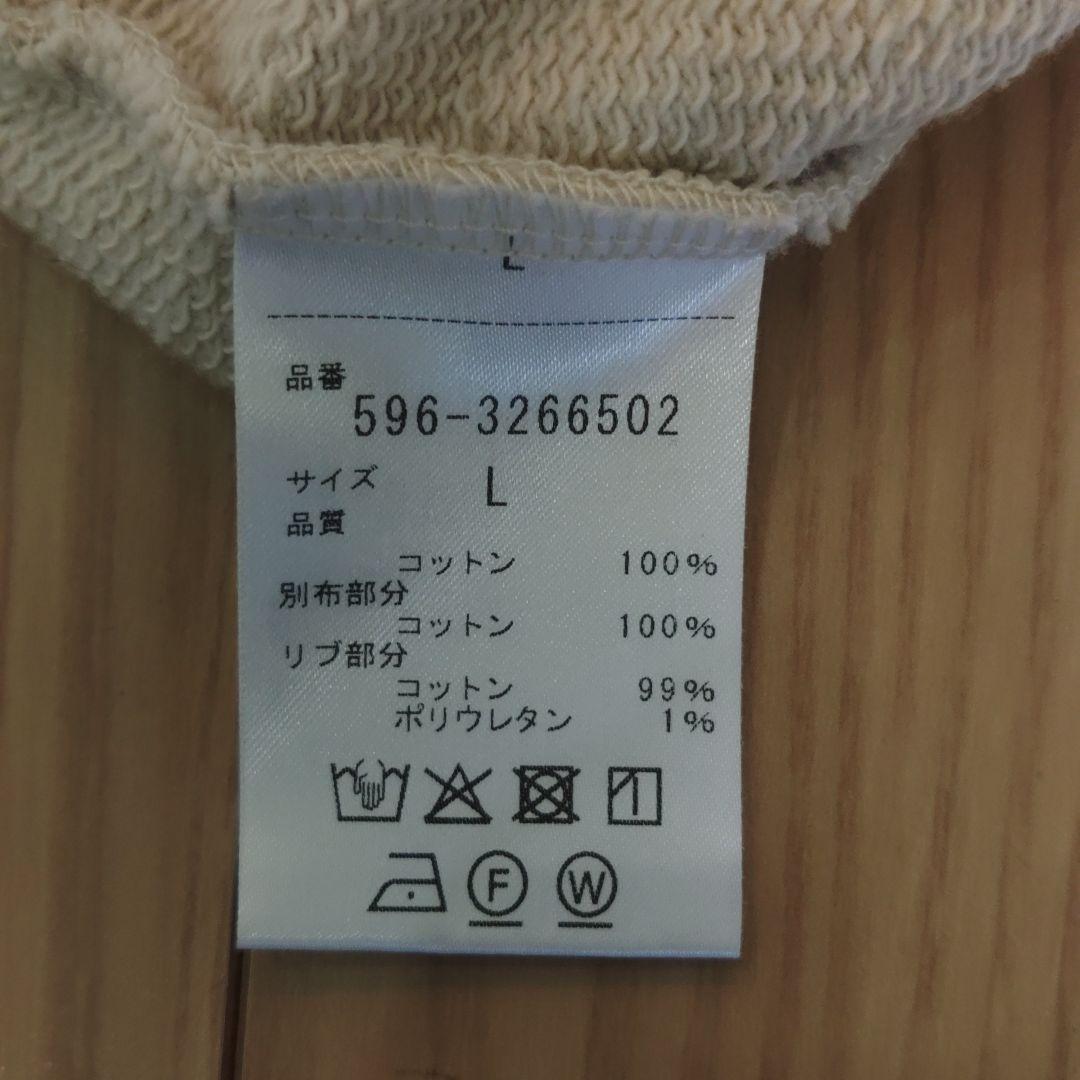 L
品番
596-3266502
サイズ L
品質
コットン 100%
別布部分
コットン 100%
リブ部分
コットン 99%
ポリウレタン 1%
F W